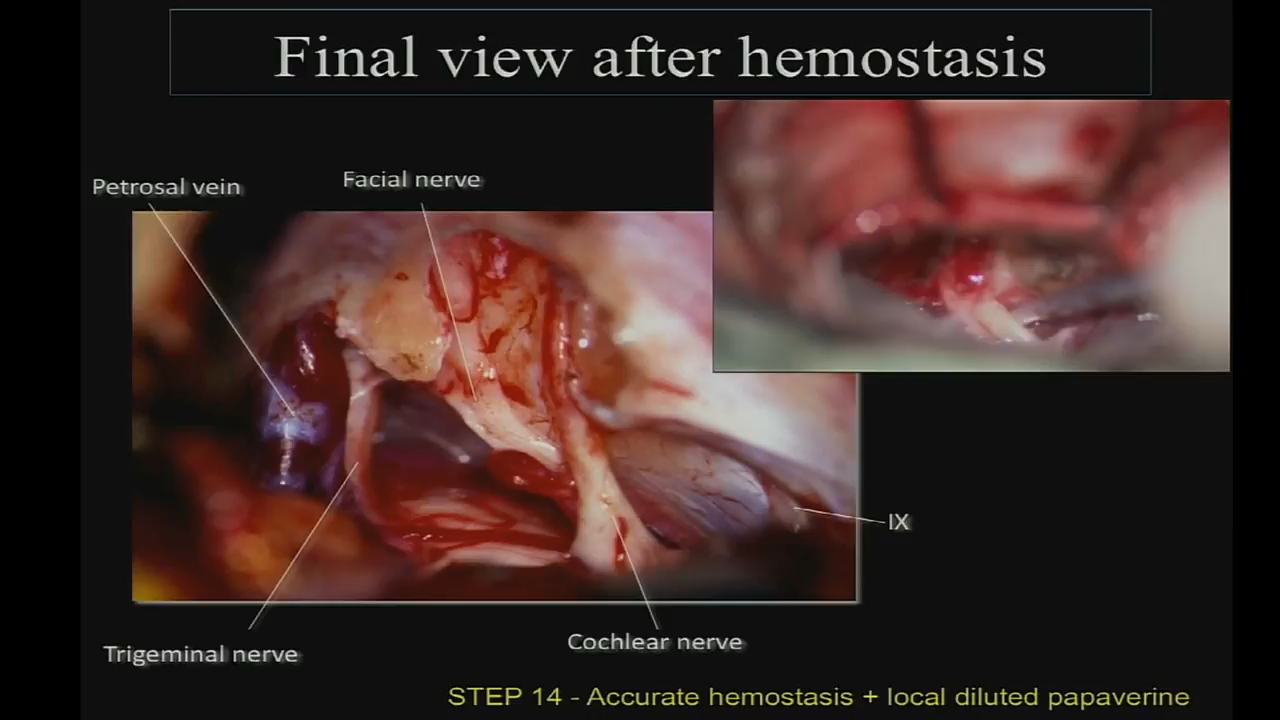 Final view after hemostasis
Petrosal vein
Facial nerve
IX
Cochlear nerve
Trigeminal nerve
STEP 14 - Accurate hemostasis + local diluted papaverine